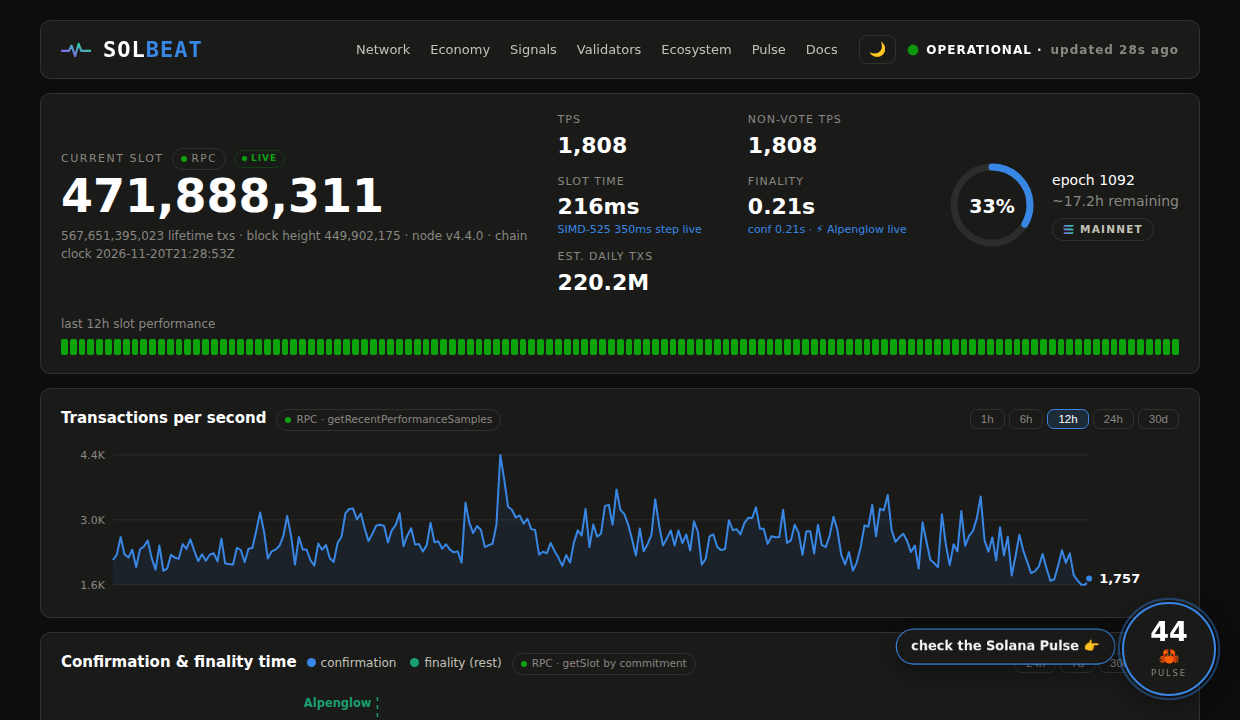 SOLBEAT
Network Economy Signals Validators Ecosystem Pulse Docs
OPERATIONAL · updated 28s ago
CURRENT SLOT RPC LIVE
471,888,311
567,651,395,023 lifetime txs · block height 449,902,175 · node v4.4.0 · chain
clock 2026-11-20T21:28:53Z
TPS
1,808
NON-VOTE TPS
1,808
SLOT TIME
216ms
SIMD-525 350ms step live
FINALITY
0.21s
conf 0.21s · ⚡ Alpenglow live
EST. DAILY TXS
220.2M
33%
epoch 1092
~17.2h remaining
MAINNET
last 12h slot performance
Transactions per second RPC · getRecentPerformanceSamples
1h 6h 12h 24h 30d
4.4K
3.0K
1.6K
1,757
Confirmation & finality time confirmation finality (rest) RPC · getSlot by commitment
Alpenglow
check the Solana Pulse 👉
44
PULSE